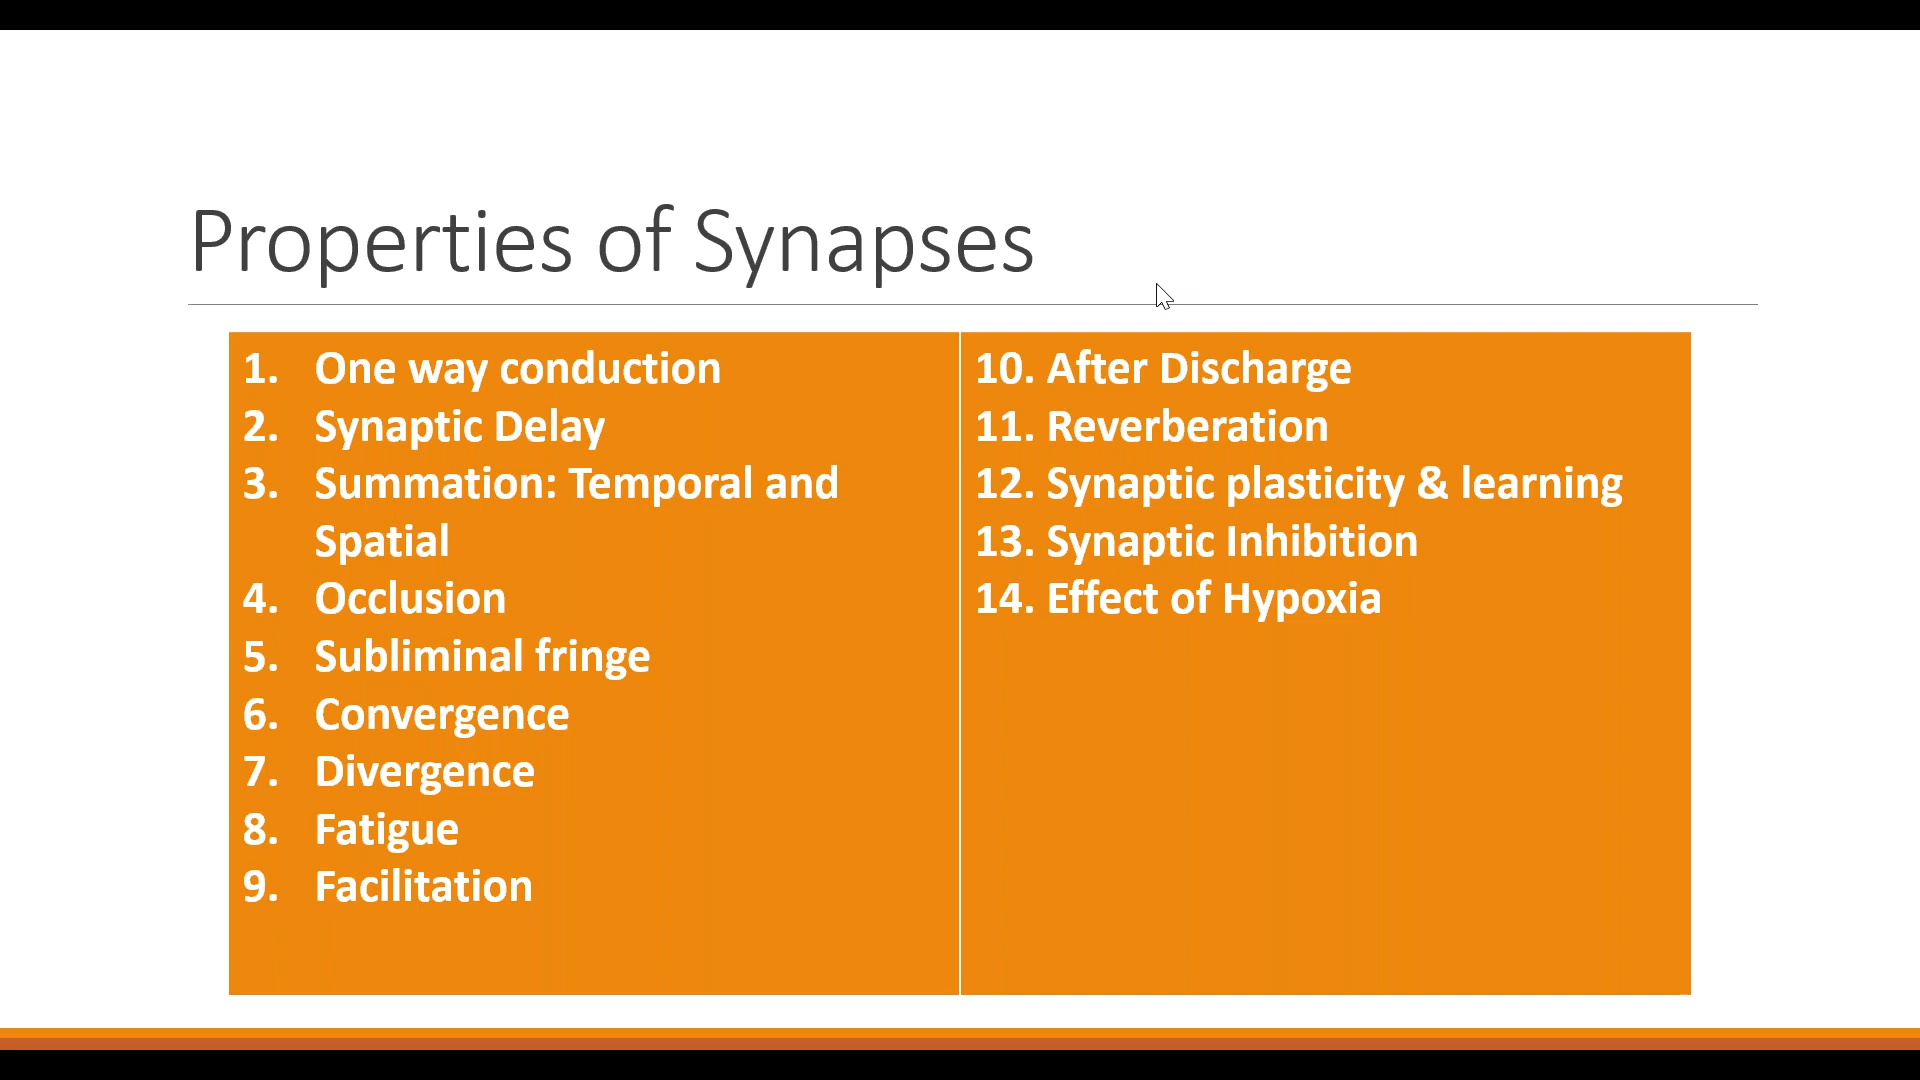 Properties of Synapses
1. One way conduction
2. Synaptic Delay
3. Summation: Temporal and
Spatial
4. Occlusion
5. Subliminal fringe
6. Convergence
7. Divergence
8. Fatigue
9. Facilitation
10. After Discharge
11. Reverberation
12. Synaptic plasticity & learning
13. Synaptic Inhibition
14. Effect of Hypoxia